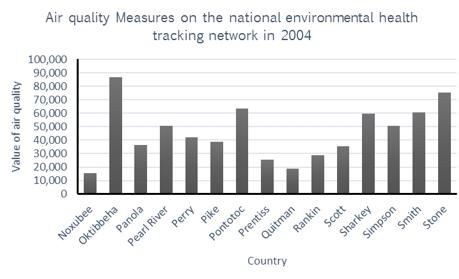 Air quality Measures on the national environmental health
tracking network in 2004
Value of air quality
100,000
90,000
80,000
70,000
60,000
50,000
40,000
30,000
20,000
10,000
0
Noxubee
Oktibbeha
Panola
Pearl River
Perry
Pike
Pontotoc
Prentiss
Quitman
Rankin
Scott
Sharkey
Simpson
Smith
Stone
Country